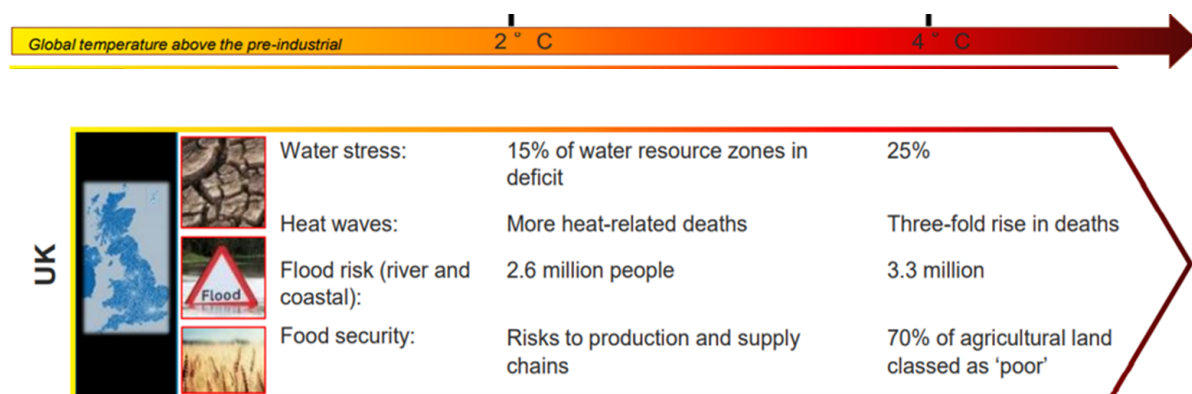 Global temperature above the pre-industrial
2° C
4° C
UK
Water stress:
15% of water resource zones in
deficit
25%
Heat waves:
More heat-related deaths
Three-fold rise in deaths
Flood risk (river and
coastal):
2.6 million people
3.3 million
Flood
Food security:
Risks to production and supply
chains
70% of agricultural land
classed as ‘poor’